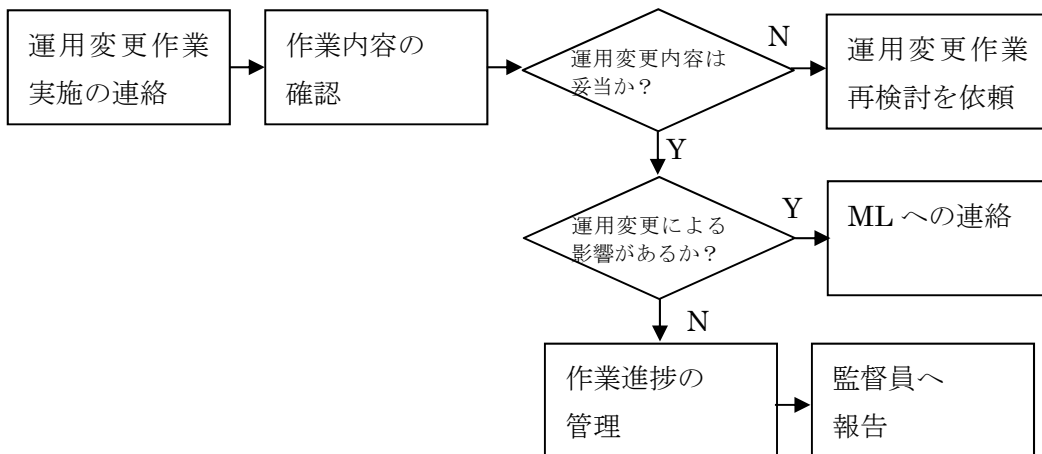 運用変更作業
実施の連絡
作業内容の
確認
運用変更内容は
妥当か？
N
運用変更作業
再検討を依頼
Y
運用変更による
影響があるか？
Y
ML への連絡
N
作業進捗の
管理
監督員へ
報告